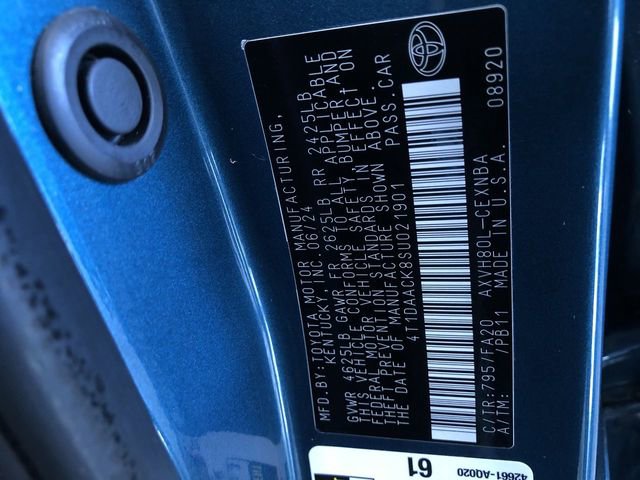 MFD. BY: TOYOTA MOTOR MANUFACTURING,
KENTUCKY, INC. 06/24
GVWR 4625LB GAWR FR 2625LB RR 2425LB
THIS VEHICLE CONFORMS TO ALL APPLICABLE
FEDERAL MOTOR VEHICLE SAFETY, BUMPER, AND
THEFT PREVENTION STANDARDS IN EFFECT ON
THE DATE OF MANUFACTURE SHOWN ABOVE.
4T1DAACK8SU021901 PASS. CAR
C/TR: 795/FA20 AXVH80L-CEXNBA 08920
A/TM: /PB11 MADE IN U.S.A.
61
42661-AQ020